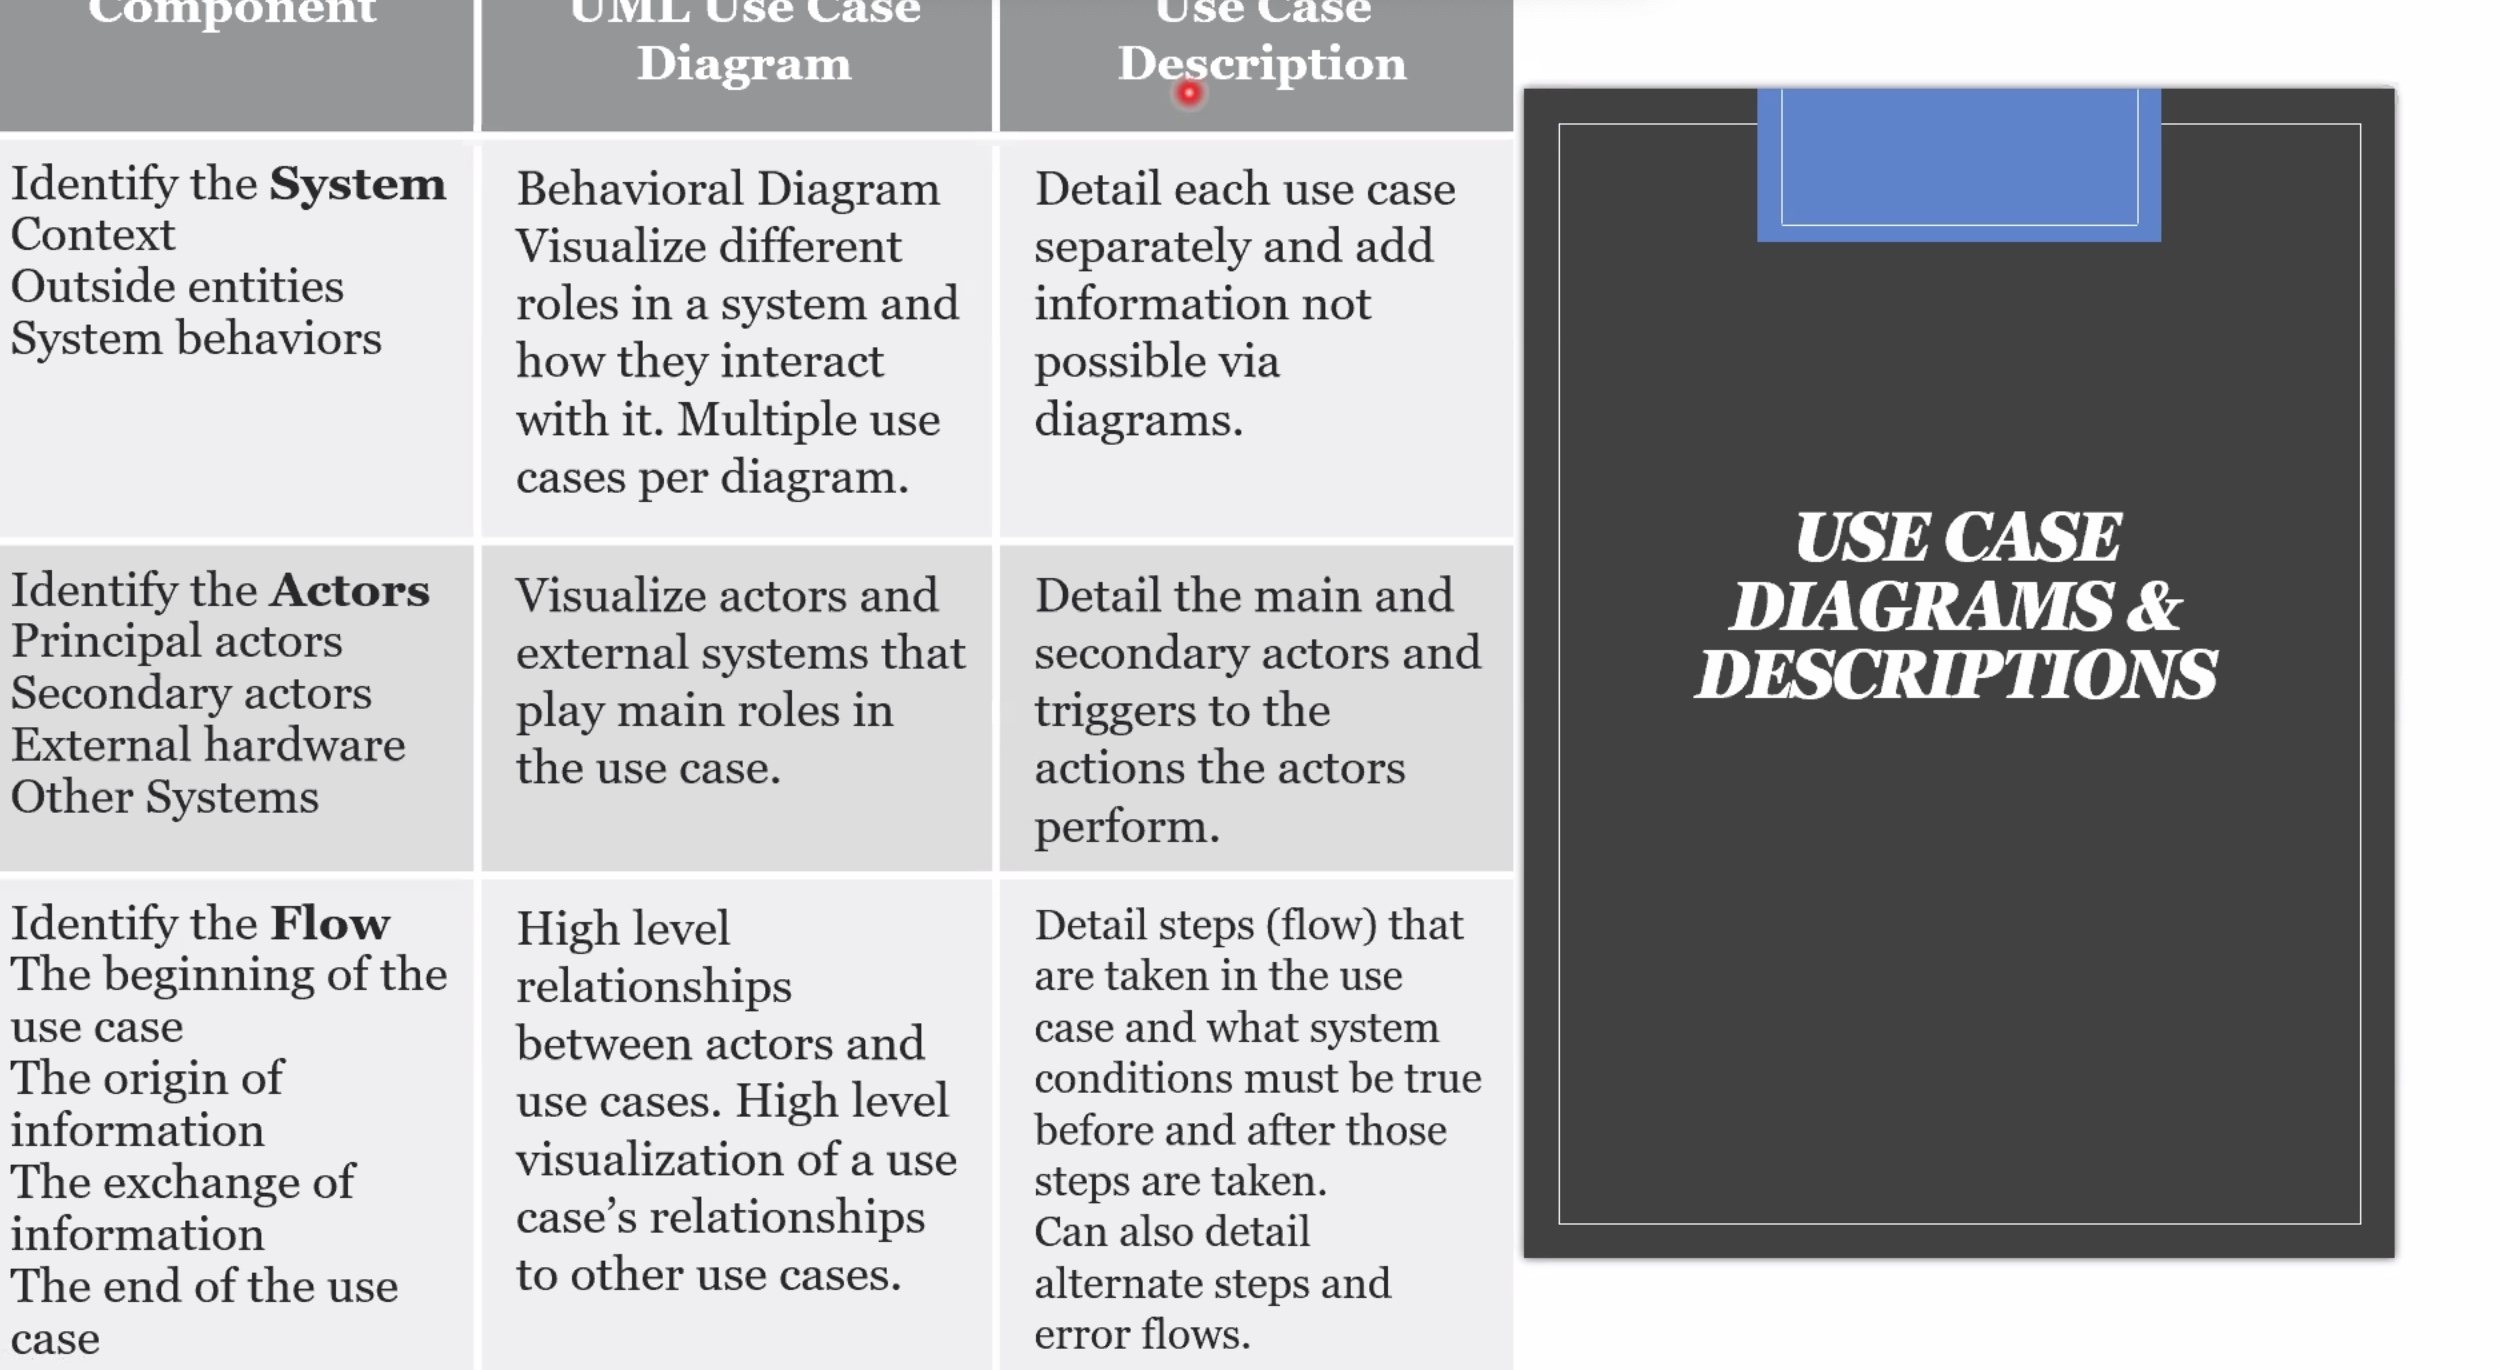 Component
UML Use Case
Diagram
Use Case
Description
Identify the System
Context
Outside entities
System behaviors
Behavioral Diagram
Visualize different
roles in a system and
how they interact
with it. Multiple use
cases per diagram.
Detail each use case
separately and add
information not
possible via
diagrams.
Identify the Actors
Principal actors
Secondary actors
External hardware
Other Systems
Visualize actors and
external systems that
play main roles in
the use case.
Detail the main and
secondary actors and
triggers to the
actions the actors
perform.
Identify the Flow
The beginning of the
use case
The origin of
information
The exchange of
information
The end of the use
case
High level
relationships
between actors and
use cases. High level
visualization of a use
case’s relationships
to other use cases.
Detail steps (flow) that
are taken in the use
case and what system
conditions must be true
before and after those
steps are taken.
Can also detail
alternate steps and
error flows.
USE CASE
DIAGRAMS &
DESCRIPTIONS